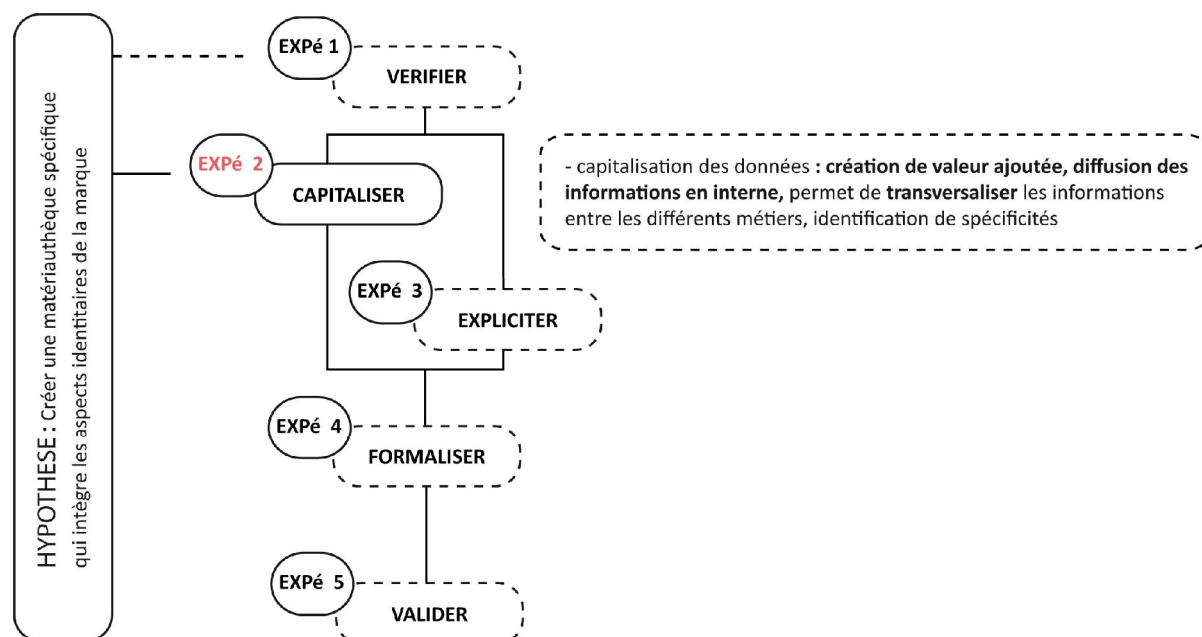 HYPOTHESE : Créer une matériauthèque spécifique
qui intègre les aspects identitaires de la marque
EXPé 1
VERIFIER
EXPé 2
CAPITALISER
- capitalisation des données : création de valeur ajoutée, diffusion des
informations en interne, permet de transversaliser les informations
entre les différents métiers, identification de spécificités
EXPé 3
EXPLICITER
EXPé 4
FORMALISER
EXPé 5
VALIDER